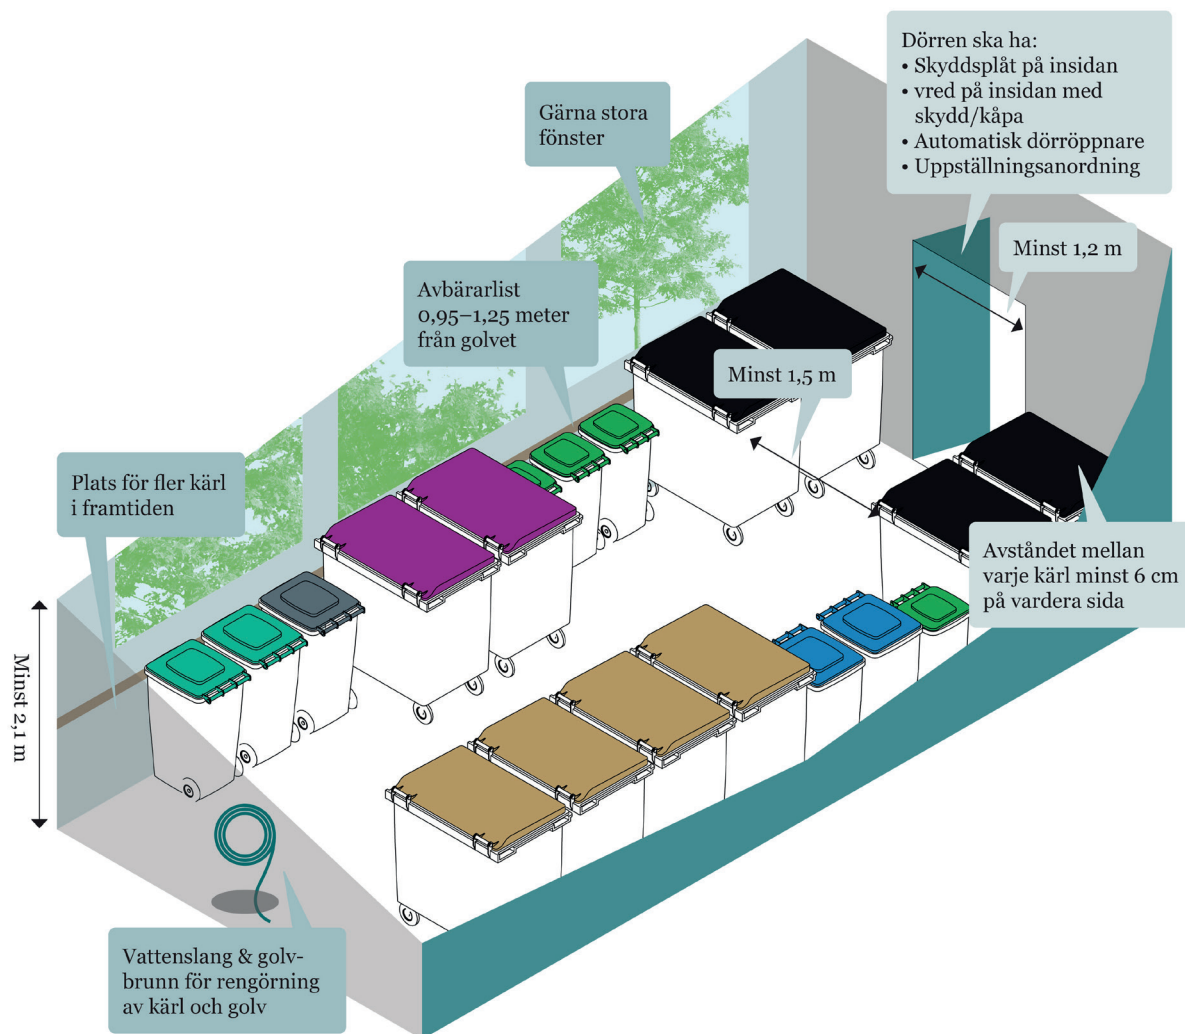 Dörren ska ha:
• Skyddsplåt på insidan
• vred på insidan med
skydd/kåpa
• Automatisk dörröppnare
• Uppställningsanordning
Gärna stora
fönster
Minst 1,2 m
Avbärarlist
0,95–1,25 meter
från golvet
Minst 1,5 m
Plats för fler kärl
i framtiden
Avståndet mellan
varje kärl minst 6 cm
på vardera sida
Minst 2,1 m
Vattenslang & golv-
brunn för rengörning
av kärl och golv